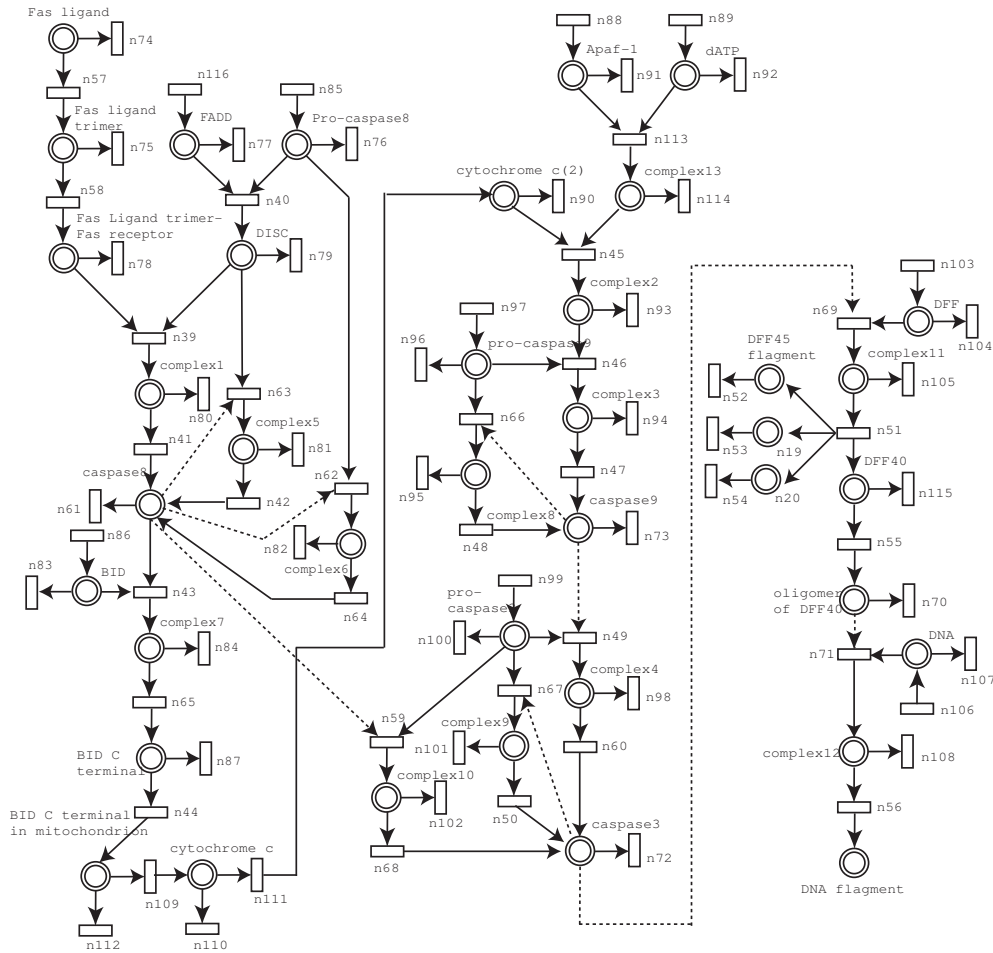 Fas ligand
n74
n57
Fas ligand
trimer
n75
n58
Fas Ligand trimer-
Fas receptor
n78
n116
FADD
n77
n85
Pro-caspase8
n76
n40
DISC
n79
n39
complex1
n80
n63
n41
complex5
n81
caspase8
n61
n42
n62
n82
complex6
n64
n86
n83
BID
n43
complex7
n84
n65
BID C
terminal
n87
n44
BID C terminal
in mitochondrion
cytochrome c
n109
n111
n112
n110
n88
n89
Apaf-1
n91
dATP
n92
n113
cytochrome c(2)
n90
complex13
n114
n45
complex2
n93
n97
n96
pro-caspase9
n46
n66
complex3
n94
n95
n47
caspase9
complex8
n48
n73
n99
pro-
caspase3
n100
n49
n67
complex4
n98
n59
complex9
n101
n60
complex10
n102
n50
n68
caspase3
n72
n103
n69
DFF
n104
DFF45
flagment
complex11
n52
n105
n51
n53
n19
DFF40
n54
n20
n115
n55
oligomer
of DFF40
n70
n71
DNA
n107
n106
complex12
n108
n56
DNA flagment